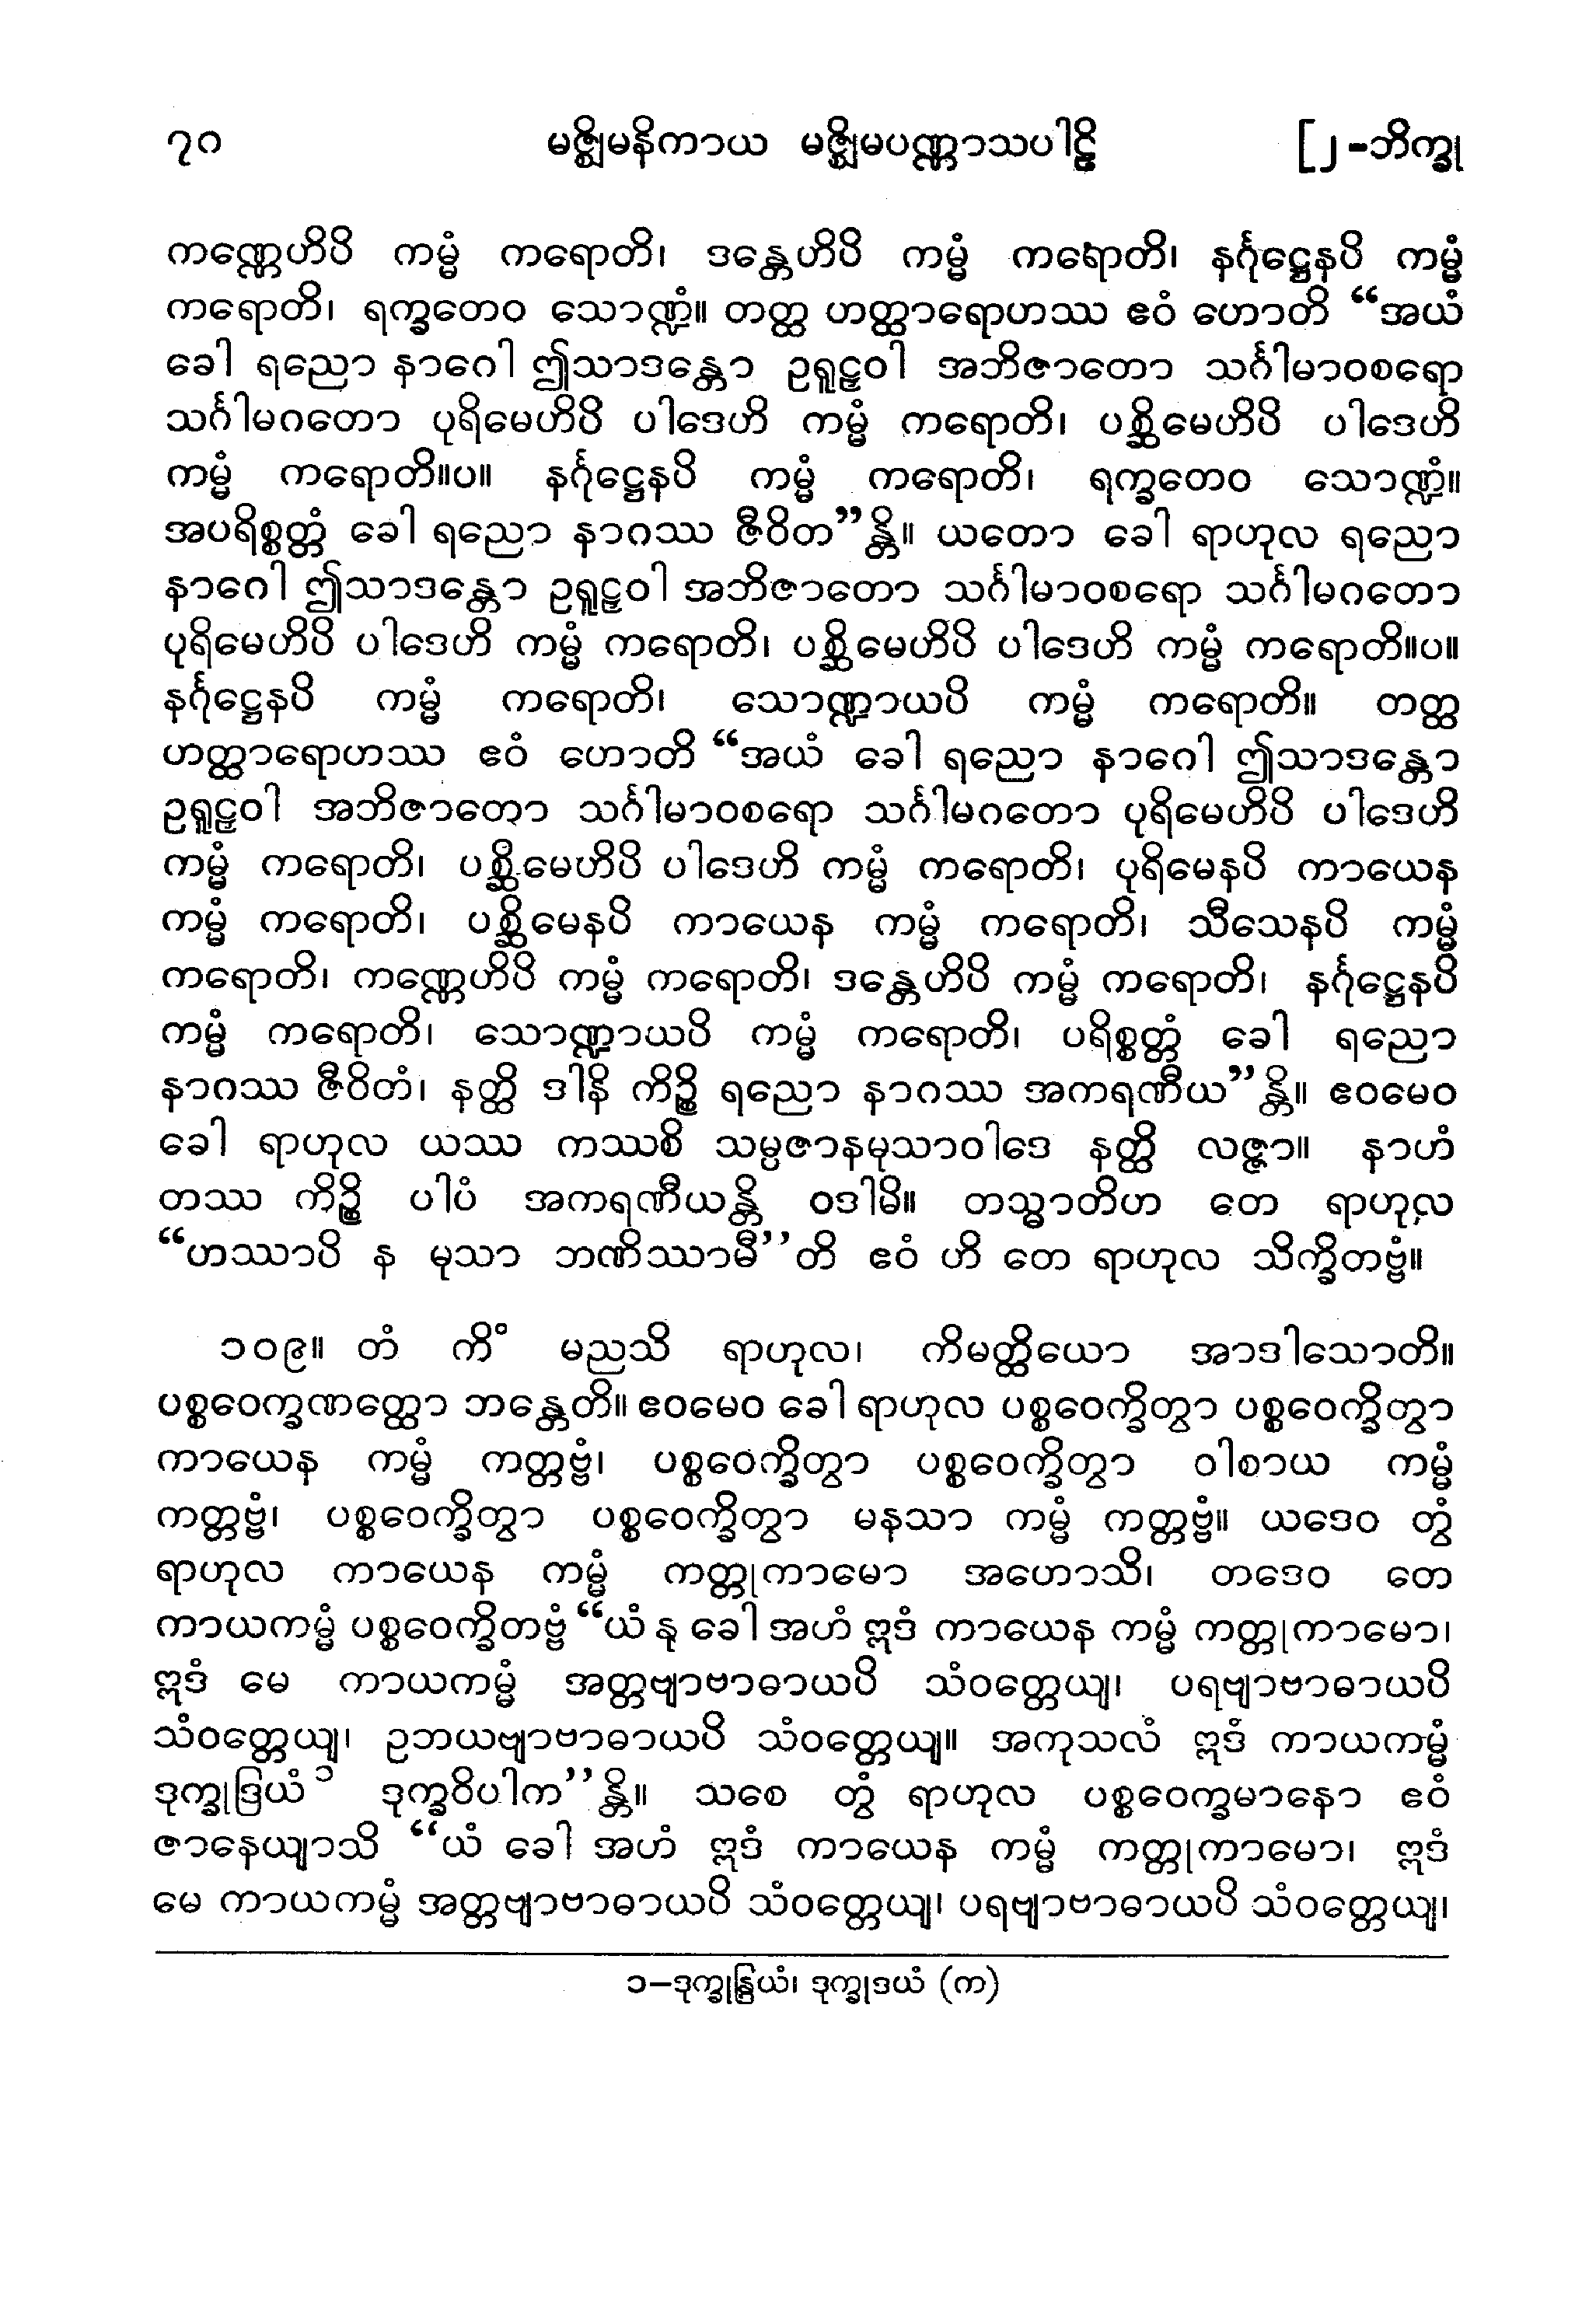 ၇၀ မဇ္ဈိမနိကာယ မဇ္ဈိမပဏ္ဏာသပါဠိ [၂-ဘိက္ခု
ကဏ္ဏေဟိပိ ကမ္မံ ကရောတိ၊ ဒန္တေဟိပိ ကမ္မံ ကရောတိ၊ နင်္ဂုဋ္ဌေနပိ ကမ္မံ
ကရောတိ၊ ရက္ခတေဝ သောဏ္ဍံ။ တတ္ထ ဟတ္ထာရောဟဿ ဧဝံ ဟောတိ “အယံ
ခေါ ရညော နာဂေါ ဤသာဒန္တော ဥရူဠှဝါ အဘိဇာတော သင်္ဂါမာဝစရော
သင်္ဂါမဂတော ပုရိမေဟိပိ ပါဒေဟိ ကမ္မံ ကရောတိ၊ ပစ္ဆိမေဟိပိ ပါဒေဟိ
ကမ္မံ ကရောတိ။ပ။ နင်္ဂုဋ္ဌေနပိ ကမ္မံ ကရောတိ၊ ရက္ခတေဝ သောဏ္ဍံ။
အပရိစ္စတ္တံ ခေါ ရညော နာဂဿ ဇီဝိတ”န္တိ။ ယတော ခေါ ရာဟုလ ရညော
နာဂေါ ဤသာဒန္တော ဥရူဠှဝါ အဘိဇာတော သင်္ဂါမာဝစရော သင်္ဂါမဂတော
ပုရိမေဟိပိ ပါဒေဟိ ကမ္မံ ကရောတိ၊ ပစ္ဆိမေဟိပိ ပါဒေဟိ ကမ္မံ ကရောတိ။ပ။
နင်္ဂုဋ္ဌေနပိ ကမ္မံ ကရောတိ၊ သောဏ္ဍာယပိ ကမ္မံ ကရောတိ။ တတ္ထ
ဟတ္ထာရောဟဿ ဧဝံ ဟောတိ “အယံ ခေါ ရညော နာဂေါ ဤသာဒန္တော
ဥရူဠှဝါ အဘိဇာတော သင်္ဂါမာဝစရော သင်္ဂါမဂတော ပုရိမေဟိပိ ပါဒေဟိ
ကမ္မံ ကရောတိ၊ ပစ္ဆိမေဟိပိ ပါဒေဟိ ကမ္မံ ကရောတိ၊ ပုရိမေနပိ ကာယေန
ကမ္မံ ကရောတိ၊ ပစ္ဆိမေနပိ ကာယေန ကမ္မံ ကရောတိ၊ သီသေနပိ ကမ္မံ
ကရောတိ၊ ကဏ္ဏေဟိပိ ကမ္မံ ကရောတိ၊ ဒန္တေဟိပိ ကမ္မံ ကရောတိ၊ နင်္ဂုဋ္ဌေနပိ
ကမ္မံ ကရောတိ၊ သောဏ္ဍာယပိ ကမ္မံ ကရောတိ၊ ပရိစ္စတ္တံ ခေါ ရညော
နာဂဿ ဇီဝိတံ၊ နတ္ထိ ဒါနိ ကိဉ္စိ ရညော နာဂဿ အကရဏီယ”န္တိ။ ဧဝမေဝ
ခေါ ရာဟုလ ယဿ ကဿစိ သမ္ပဇာနမုသာဝါဒေ နတ္ထိ လဇ္ဇာ။ နာဟံ
တဿ ကိဉ္စိ ပါပံ အကရဏီယန္တိ ဝဒါမိ။ တသ္မာတိဟ တေ ရာဟုလ
“ဟဿာပိ န မုသာ ဘဏိဿာမီ’’တိ ဧဝံ ဟိ တေ ရာဟုလ သိက္ခိတဗ္ဗံ။
၁၀၉။ တံ ကိံ မညသိ ရာဟုလ၊ ကိမတ္ထိယော အာဒါသောတိ။
ပစ္စဝေက္ခဏတ္ထော ဘန္တေတိ။ ဧဝမေဝ ခေါ ရာဟုလ ပစ္စဝေက္ခိတွာ ပစ္စဝေက္ခိတွာ
ကာယေန ကမ္မံ ကတ္တဗ္ဗံ၊ ပစ္စဝေက္ခိတွာ ပစ္စဝေက္ခိတွာ ဝါစာယ ကမ္မံ
ကတ္တဗ္ဗံ၊ ပစ္စဝေက္ခိတွာ ပစ္စဝေက္ခိတွာ မနသာ ကမ္မံ ကတ္တဗ္ဗံ။ ယဒေဝ တွံ
ရာဟုလ ကာယေန ကမ္မံ ကတ္တုကာမော အဟောသိ၊ တဒေဝ တေ
ကာယကမ္မံ ပစ္စဝေက္ခိတဗ္ဗံ “ယံ နု ခေါ အဟံ ဣဒံ ကာယေန ကမ္မံ ကတ္တုကာမော၊
ဣဒံ မေ ကာယကမ္မံ အတ္တဗျာဗာဓာယပိ သံဝတ္တေယျ၊ ပရဗျာဗာဓာယပိ
သံဝတ္တေယျ၊ ဥဘယဗျာဗာဓာယပိ သံဝတ္တေယျ။ အကုသလံ ဣဒံ ကာယကမ္မံ
ဒုက္ခုဒြယံ၁ ဒုက္ခဝိပါက’’န္တိ။ သစေ တွံ ရာဟုလ ပစ္စဝေက္ခမာနော ဧဝံ
ဇာနေယျာသိ “ယံ ခေါ အဟံ ဣဒံ ကာယေန ကမ္မံ ကတ္တုကာမော၊ ဣဒံ
မေ ကာယကမ္မံ အတ္တဗျာဗာဓာယပိ သံဝတ္တေယျ၊ ပရဗျာဗာဓာယပိ သံဝတ္တေယျ၊
၁–ဒုက္ခုန္ဒြိယံ၊ ဒုက္ခုဒယံ (က)